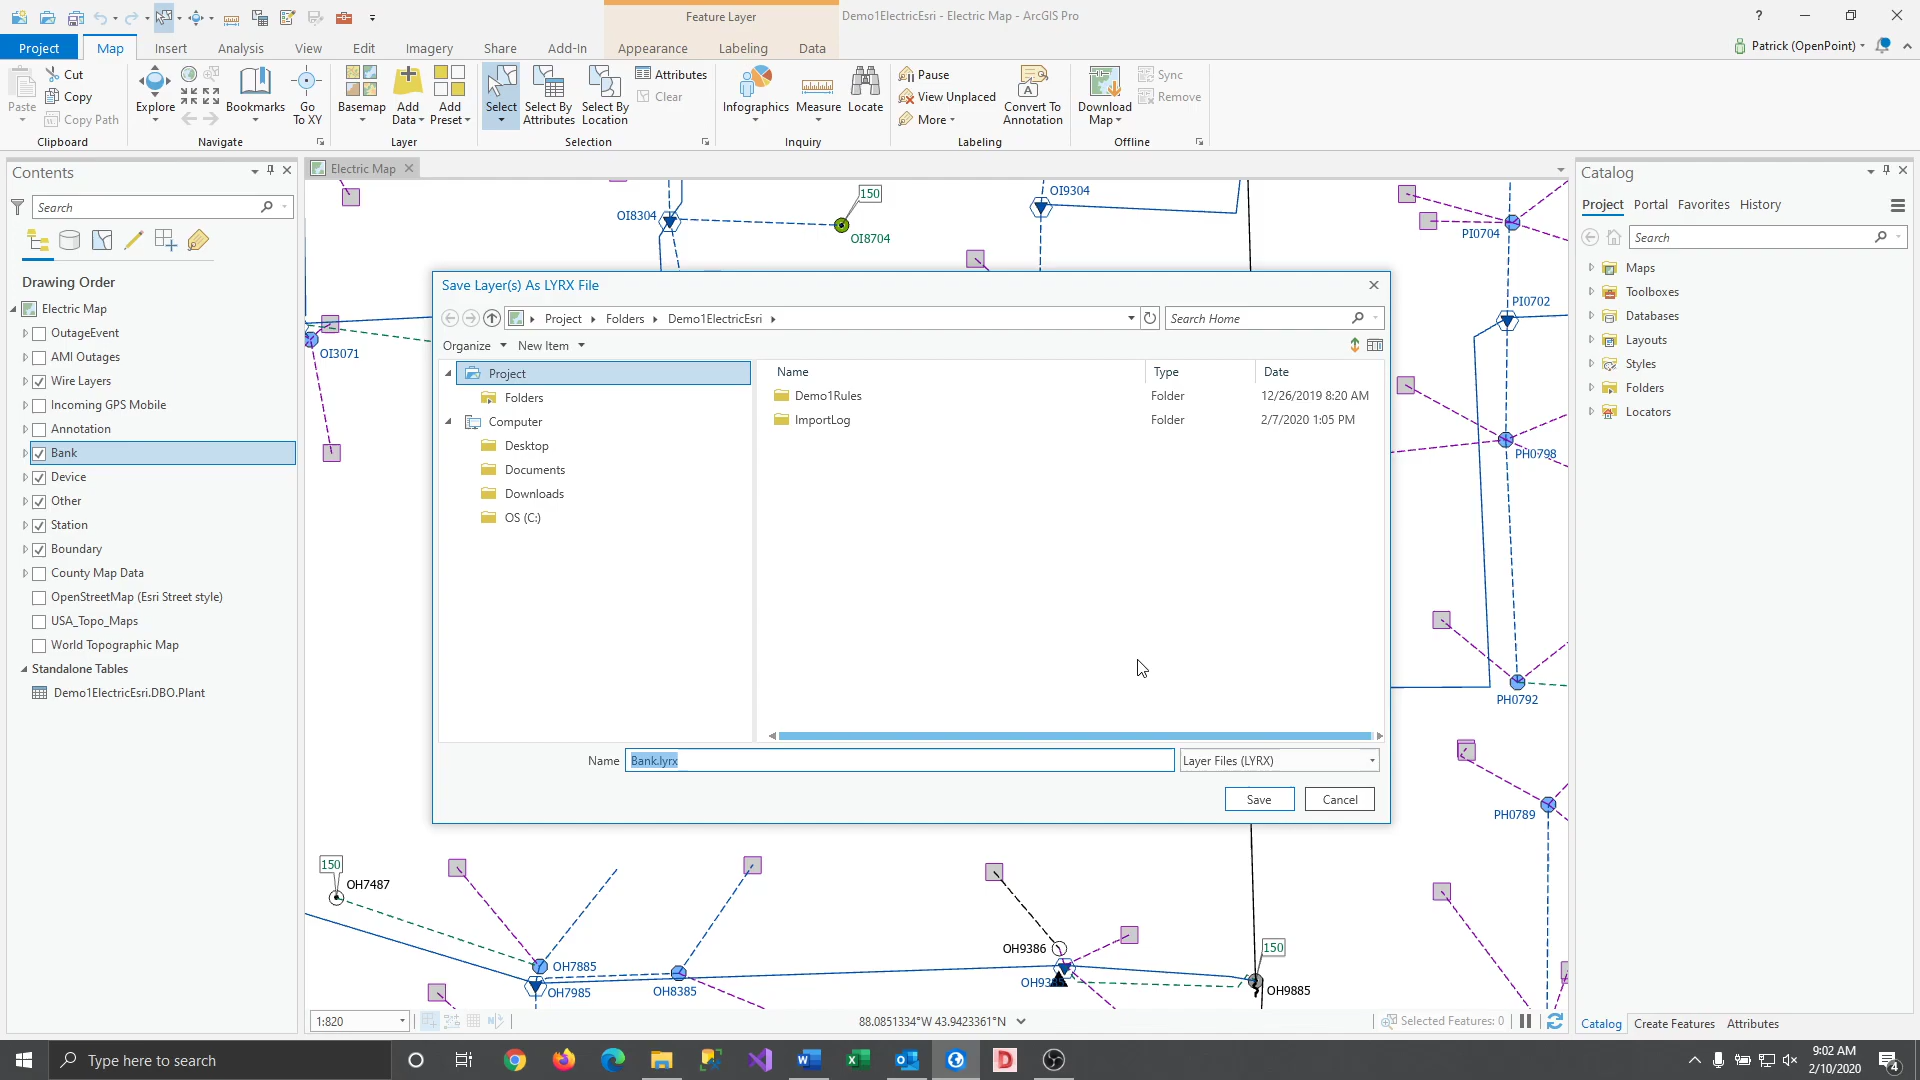 Feature Layer
Demo1ElectricEsri - Electric Map - ArcGIS Pro
?
Project
Map
Insert
Analysis
View
Edit
Imagery
Share
Add-In
Appearance
Labeling
Data
Patrick (OpenPoint)
Paste
Cut
Copy
Copy Path
Clipboard
Explore
Bookmarks
Go
To XY
Navigate
Basemap
Add
Data
Add
Preset
Layer
Select
Select By
Attributes
Select By
Location
Attributes
Clear
Selection
Infographics
Measure
Locate
Inquiry
Pause
View Unplaced
More
Convert To
Annotation
Labeling
Download
Map
Sync
Remove
Offline
Contents
Search
Drawing Order
Electric Map
OutageEvent
AMI Outages
Wire Layers
Incoming GPS Mobile
Annotation
Bank
Device
Other
Station
Boundary
County Map Data
OpenStreetMap (Esri Street style)
USA_Topo_Maps
World Topographic Map
Standalone Tables
Demo1ElectricEsri.DBO.Plant
Electric Map
150
OI8304
OI8704
OI9304
PI0704
PI0702
OI3071
PH0798
PH0792
PH0789
150
OH7487
OH7885
OH7985
OH8385
OH9386
OH93
150
OH9885
Save Layer(s) As LYRX File
Project
Folders
Demo1ElectricEsri
Search Home
Organize
New Item
Project
Folders
Computer
Desktop
Documents
Downloads
OS (C:)
Name Type Date
Demo1Rules Folder 12/26/2019 8:20 AM
ImportLog Folder 2/7/2020 1:05 PM
Name Bank.lyrx Layer Files (LYRX)
Save
Cancel
1:820
88.0851334°W 43.9423361°N
Selected Features: 0
Catalog
Project
Portal
Favorites
History
Search
Maps
Toolboxes
Databases
Layouts
Styles
Folders
Locators
Catalog
Create Features
Attributes
Type here to search
9:02 AM
2/10/2020
4